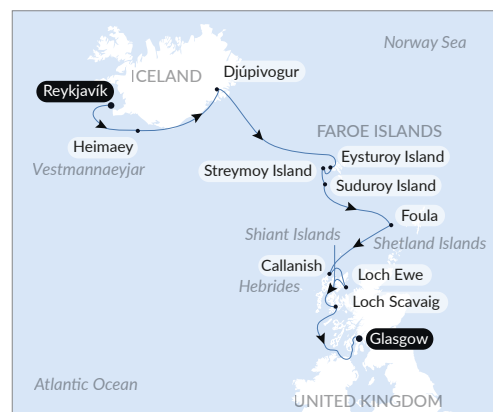 Norway Sea
ICELAND
Djúpivogur
Reykjavík
Heimaey
Vestmannaeyjar
FAROE ISLANDS
Eysturoy Island
Streymoy Island
Suduroy Island
Foula
Shiant Islands
Shetland Islands
Callanish
Loch Ewe
Hebrides
Loch Scavaig
Glasgow
Atlantic Ocean
UNITED KINGDOM